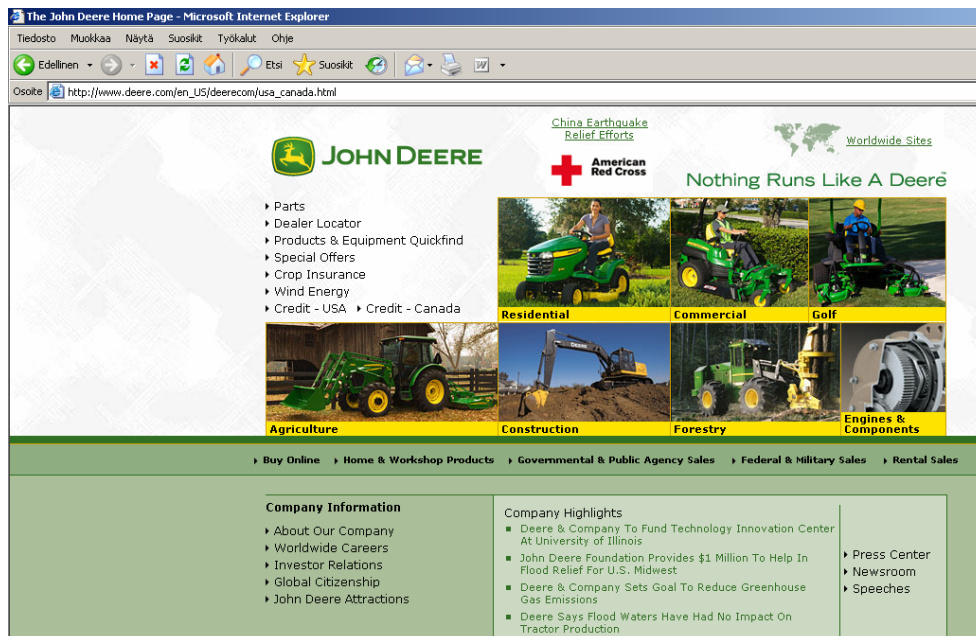 The John Deere Home Page - Microsoft Internet Explorer
Tiedosto Muokkaa Näytä Suosikit Työkalut Ohje
Edellinen Etsi Suosikit
Osoite http://www.deere.com/en_US/deerecom/usa_canada.html
China Earthquake
Relief Efforts
Worldwide Sites
JOHN DEERE
American
Red Cross
Nothing Runs Like A Deere™
Parts
Dealer Locator
Products & Equipment Quickfind
Special Offers
Crop Insurance
Wind Energy
Credit - USA Credit - Canada
Residential
Commercial
Golf
DEERE
Agriculture
Construction
Forestry
Engines &
Components
Buy Online Home & Workshop Products Governmental & Public Agency Sales Federal & Military Sales Rental Sales
Company Information
About Our Company
Worldwide Careers
Investor Relations
Global Citizenship
John Deere Attractions
Company Highlights
Deere & Company To Fund Technology Innovation Center
At University of Illinois
John Deere Foundation Provides $1 Million To Help In
Flood Relief For U.S. Midwest
Deere & Company Sets Goal To Reduce Greenhouse
Gas Emissions
Deere Says Flood Waters Have Had No Impact On
Tractor Production
Press Center
Newsroom
Speeches